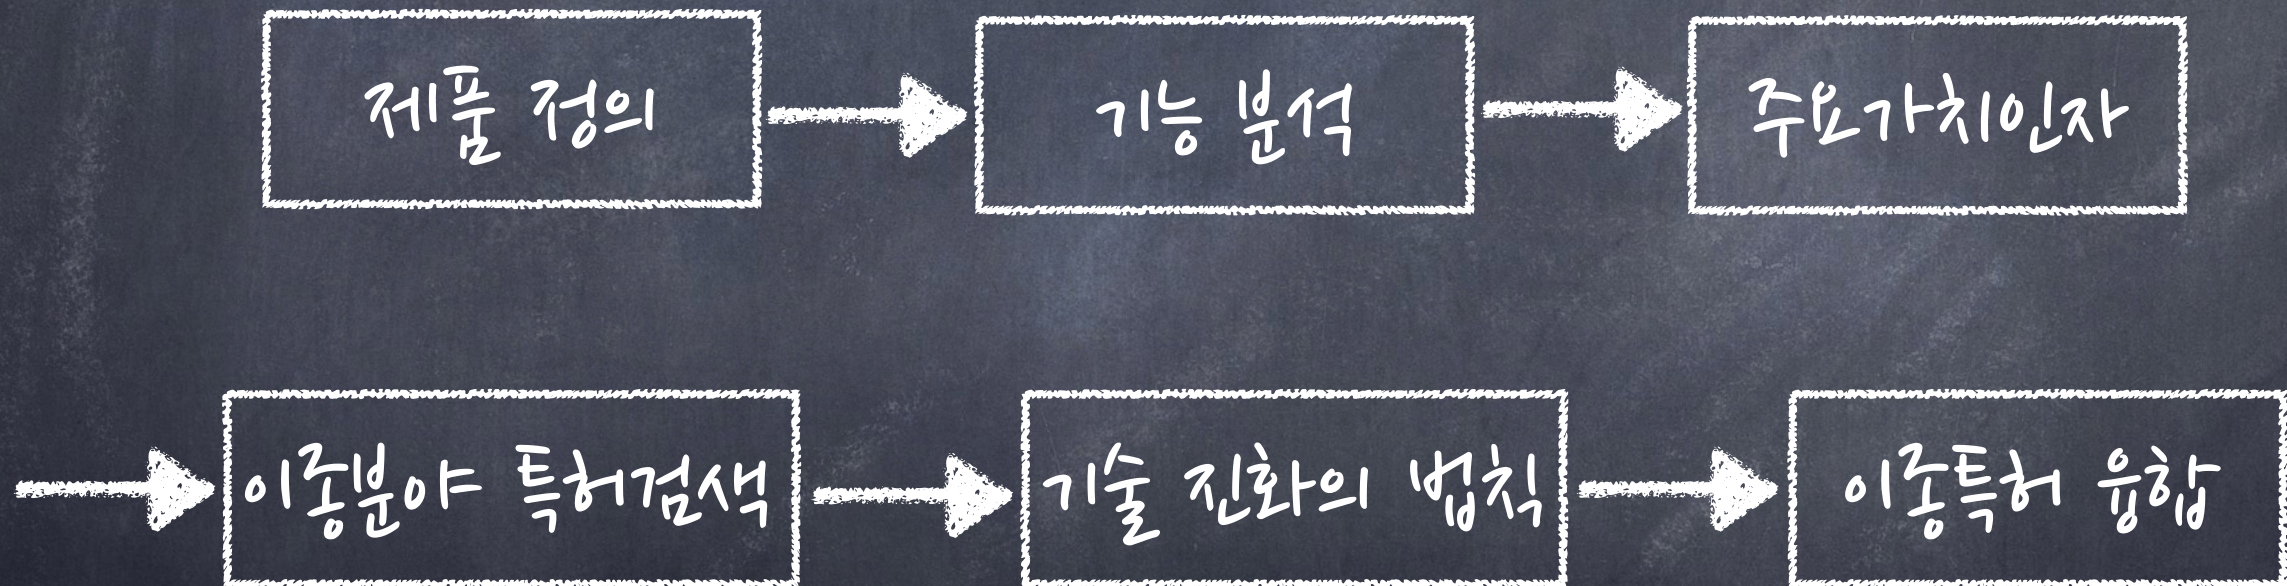 제품 정의
기능 분석
주요가치인자
이종분야 특허검색
기술 진화의 법칙
이종특허 융합